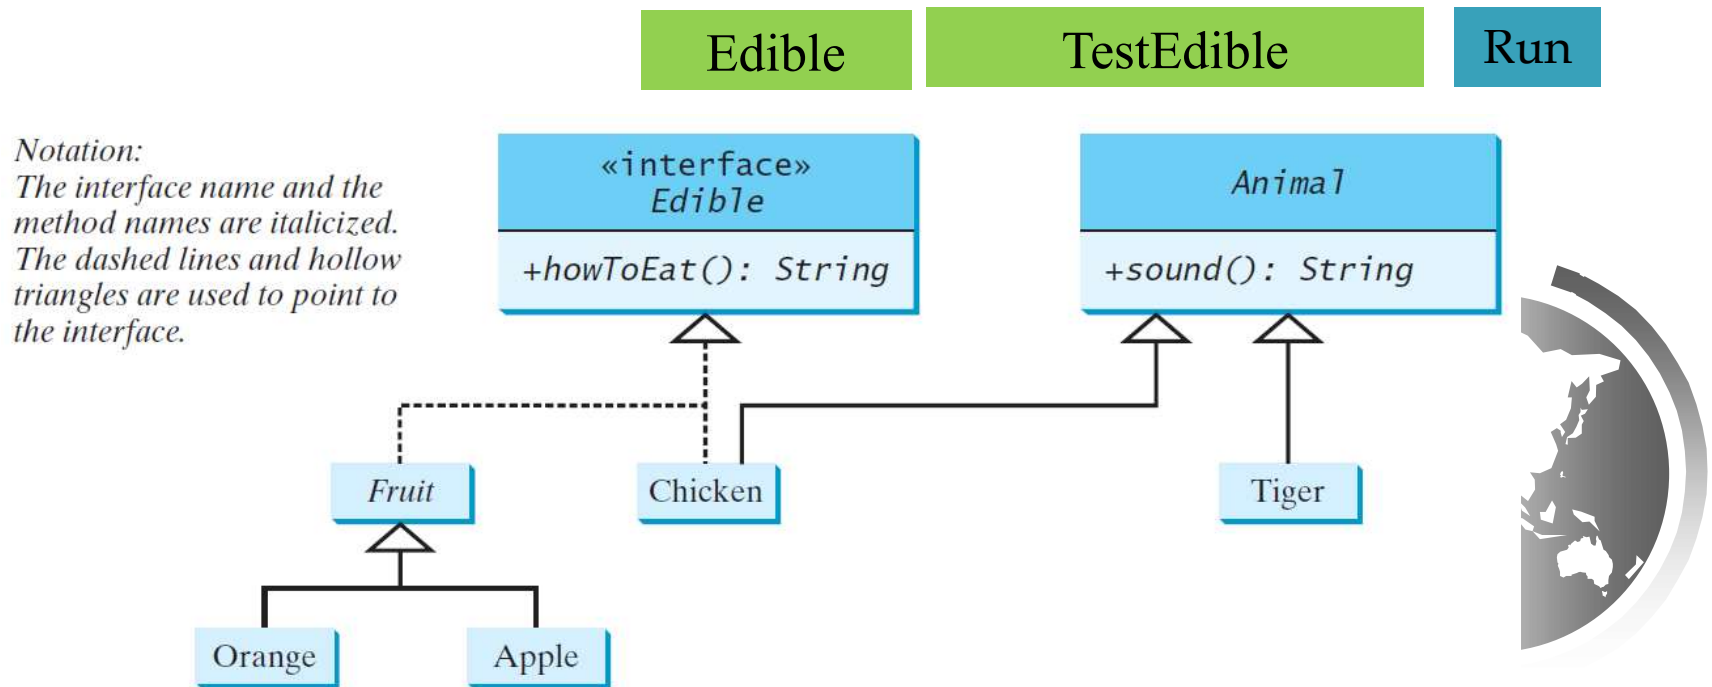 Edible
TestEdible
Run
Notation:
The interface name and the
method names are italicized.
The dashed lines and hollow
triangles are used to point to
the interface.
«interface»
Edible
+howToEat(): String
Animal
+sound(): String
Fruit
Chicken
Tiger
Orange
Apple